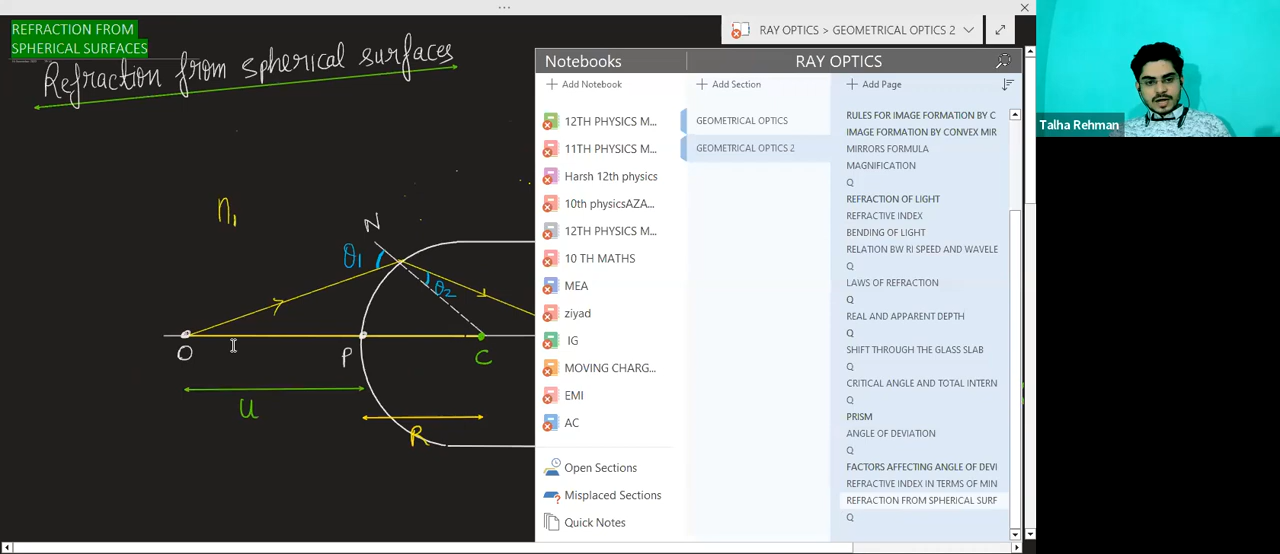 REFRACTION FROM
SPHERICAL SURFACES
Refraction from spherical surfaces
RAY OPTICS > GEOMETRICAL OPTICS 2
Notebooks
RAY OPTICS
Add Notebook
Add Section
Add Page
12TH PHYSICS M...
11TH PHYSICS M...
Harsh 12th physics
10th physicsAZA...
12TH PHYSICS M...
10 TH MATHS
MEA
ziyad
IG
MOVING CHARG...
EMI
AC
Open Sections
Misplaced Sections
Quick Notes
GEOMETRICAL OPTICS
GEOMETRICAL OPTICS 2
RULES FOR IMAGE FORMATION BY C
IMAGE FORMATION BY CONVEX MIR
MIRRORS FORMULA
MAGNIFICATION
Q
REFRACTION OF LIGHT
REFRACTIVE INDEX
BENDING OF LIGHT
RELATION BW RI SPEED AND WAVELE
Q
LAWS OF REFRACTION
Q
REAL AND APPARENT DEPTH
Q
SHIFT THROUGH THE GLASS SLAB
Q
CRITICAL ANGLE AND TOTAL INTERN
Q
PRISM
ANGLE OF DEVIATION
Q
FACTORS AFFECTING ANGLE OF DEVI
REFRACTIVE INDEX IN TERMS OF MIN
REFRACTION FROM SPHERICAL SURF
Q
n₁
N
θ₁
θ₂
O
P
C
u
R
Talha Rehman